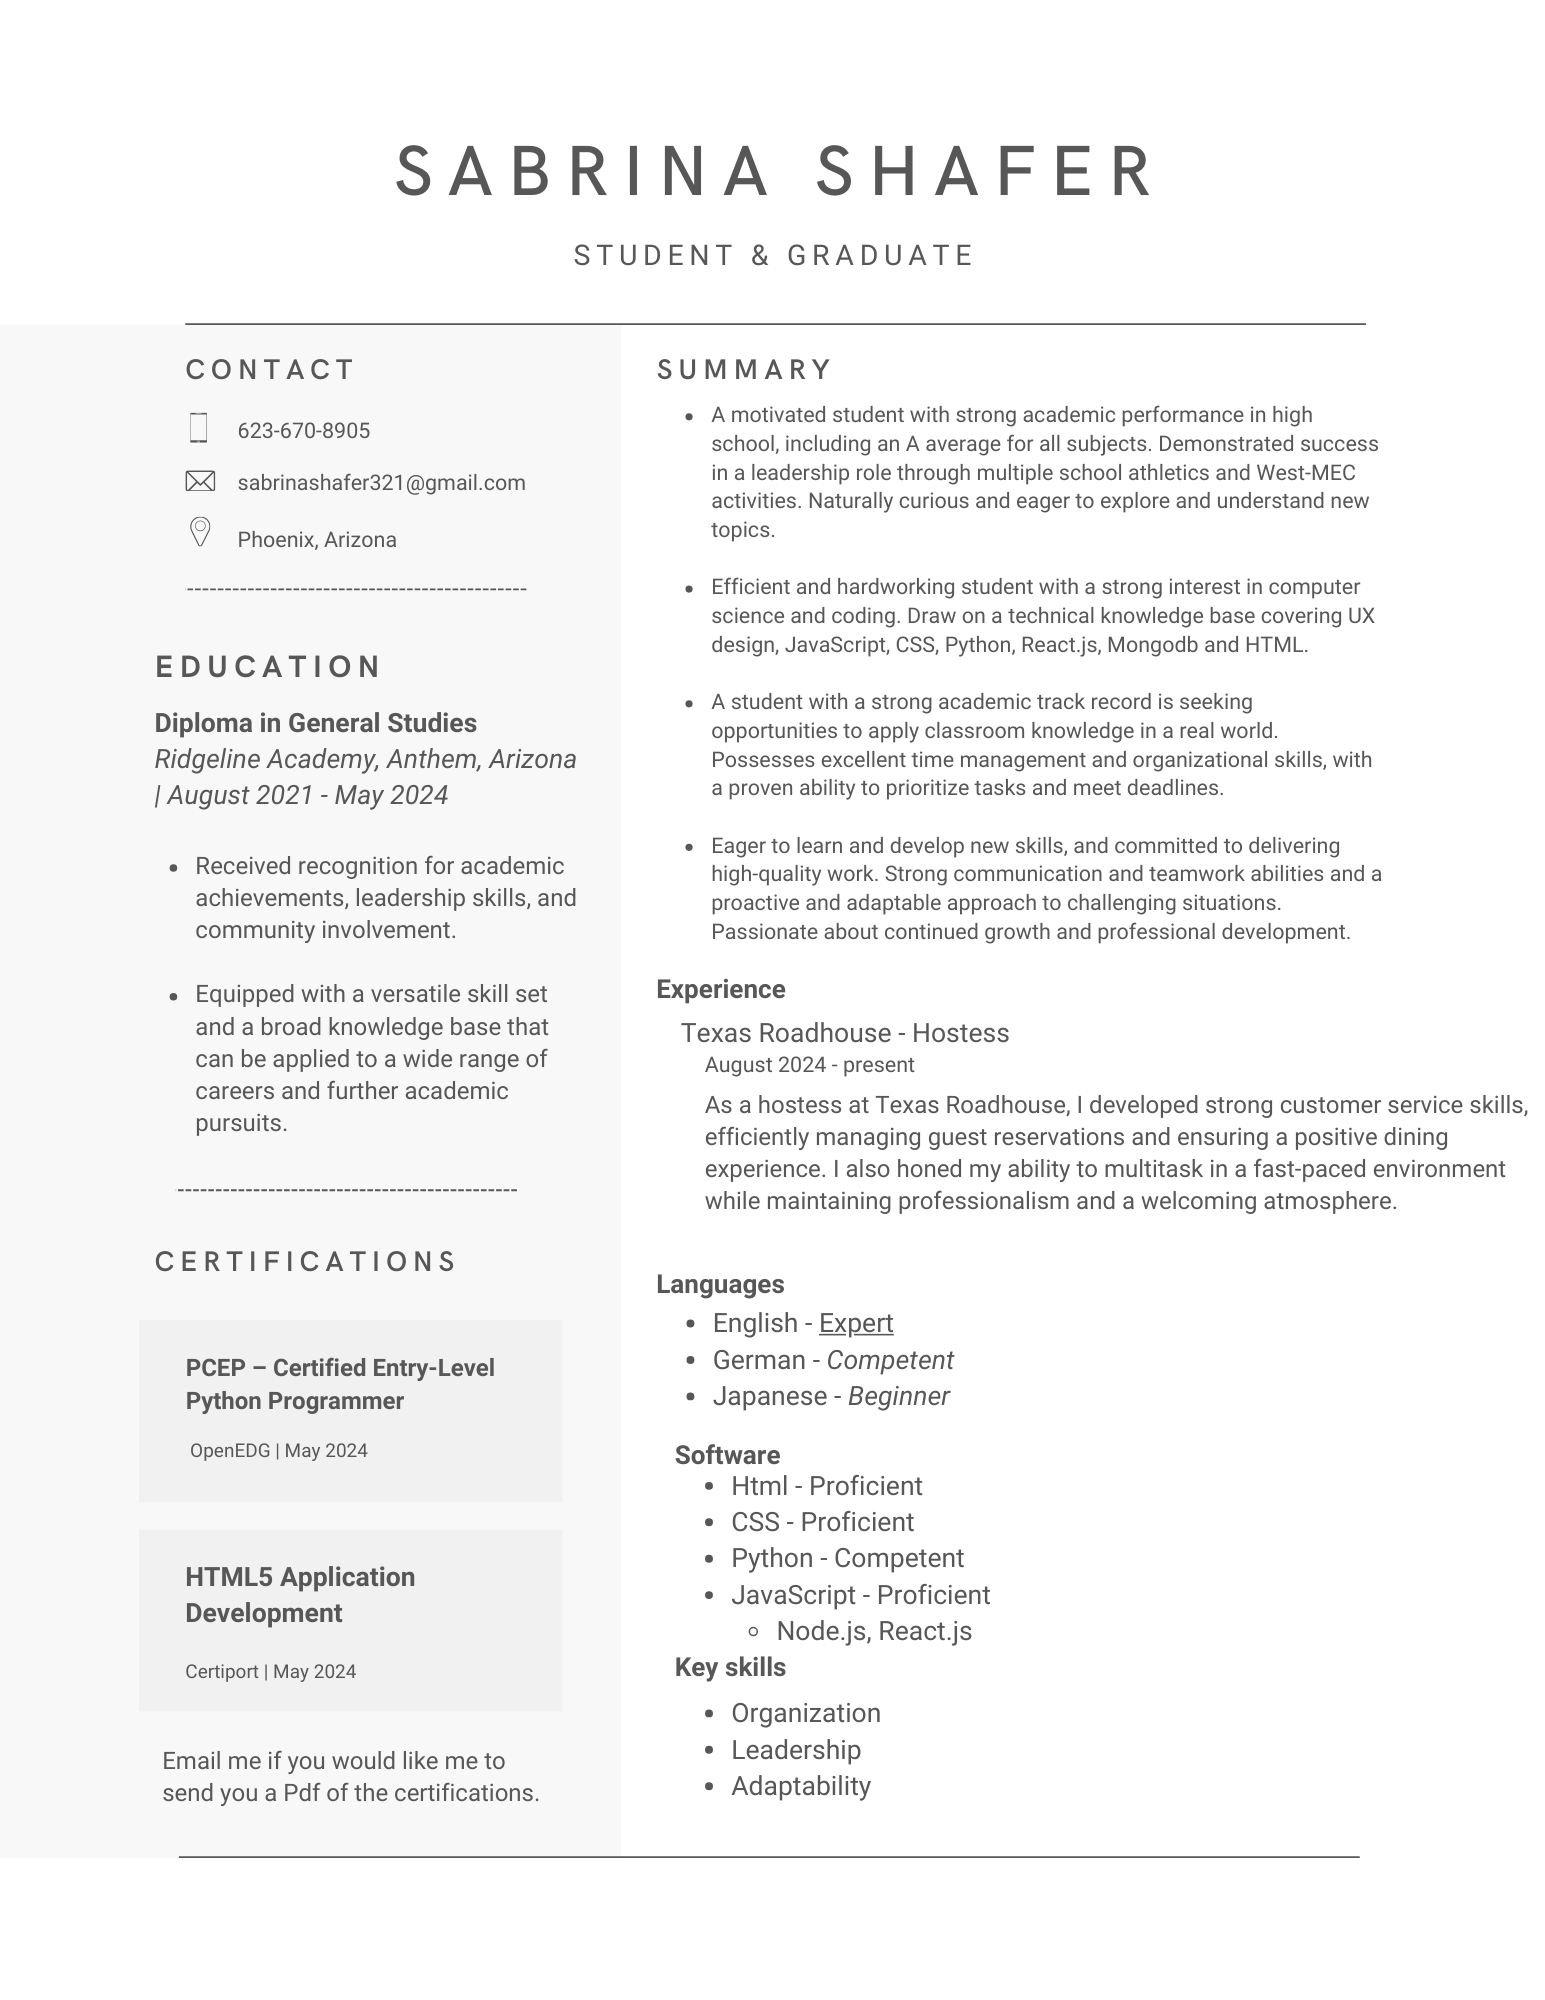 SABRINA SHAFER
STUDENT & GRADUATE
CONTACT
623-670-8905
sabrinashafer321@gmail.com
Phoenix, Arizona
---------------------------------------------
EDUCATION
Diploma in General Studies
Ridgeline Academy, Anthem, Arizona
| August 2021 - May 2024
• Received recognition for academic
achievements, leadership skills, and
community involvement.
• Equipped with a versatile skill set
and a broad knowledge base that
can be applied to a wide range of
careers and further academic
pursuits.
---------------------------------------------
CERTIFICATIONS
PCEP – Certified Entry-Level
Python Programmer
OpenEDG | May 2024
HTML5 Application
Development
Certiport | May 2024
Email me if you would like me to
send you a Pdf of the certifications.
SUMMARY
• A motivated student with strong academic performance in high
school, including an A average for all subjects. Demonstrated success
in a leadership role through multiple school athletics and West-MEC
activities. Naturally curious and eager to explore and understand new
topics.
• Efficient and hardworking student with a strong interest in computer
science and coding. Draw on a technical knowledge base covering UX
design, JavaScript, CSS, Python, React.js, Mongodb and HTML.
• A student with a strong academic track record is seeking
opportunities to apply classroom knowledge in a real world.
Possesses excellent time management and organizational skills, with
a proven ability to prioritize tasks and meet deadlines.
• Eager to learn and develop new skills, and committed to delivering
high-quality work. Strong communication and teamwork abilities and a
proactive and adaptable approach to challenging situations.
Passionate about continued growth and professional development.
Experience
Texas Roadhouse - Hostess
August 2024 - present
As a hostess at Texas Roadhouse, I developed strong customer service skills,
efficiently managing guest reservations and ensuring a positive dining
experience. I also honed my ability to multitask in a fast-paced environment
while maintaining professionalism and a welcoming atmosphere.
Languages
• English - Expert
• German - Competent
• Japanese - Beginner
Software
• Html - Proficient
• CSS - Proficient
• Python - Competent
• JavaScript - Proficient
◦ Node.js, React.js
Key skills
• Organization
• Leadership
• Adaptability